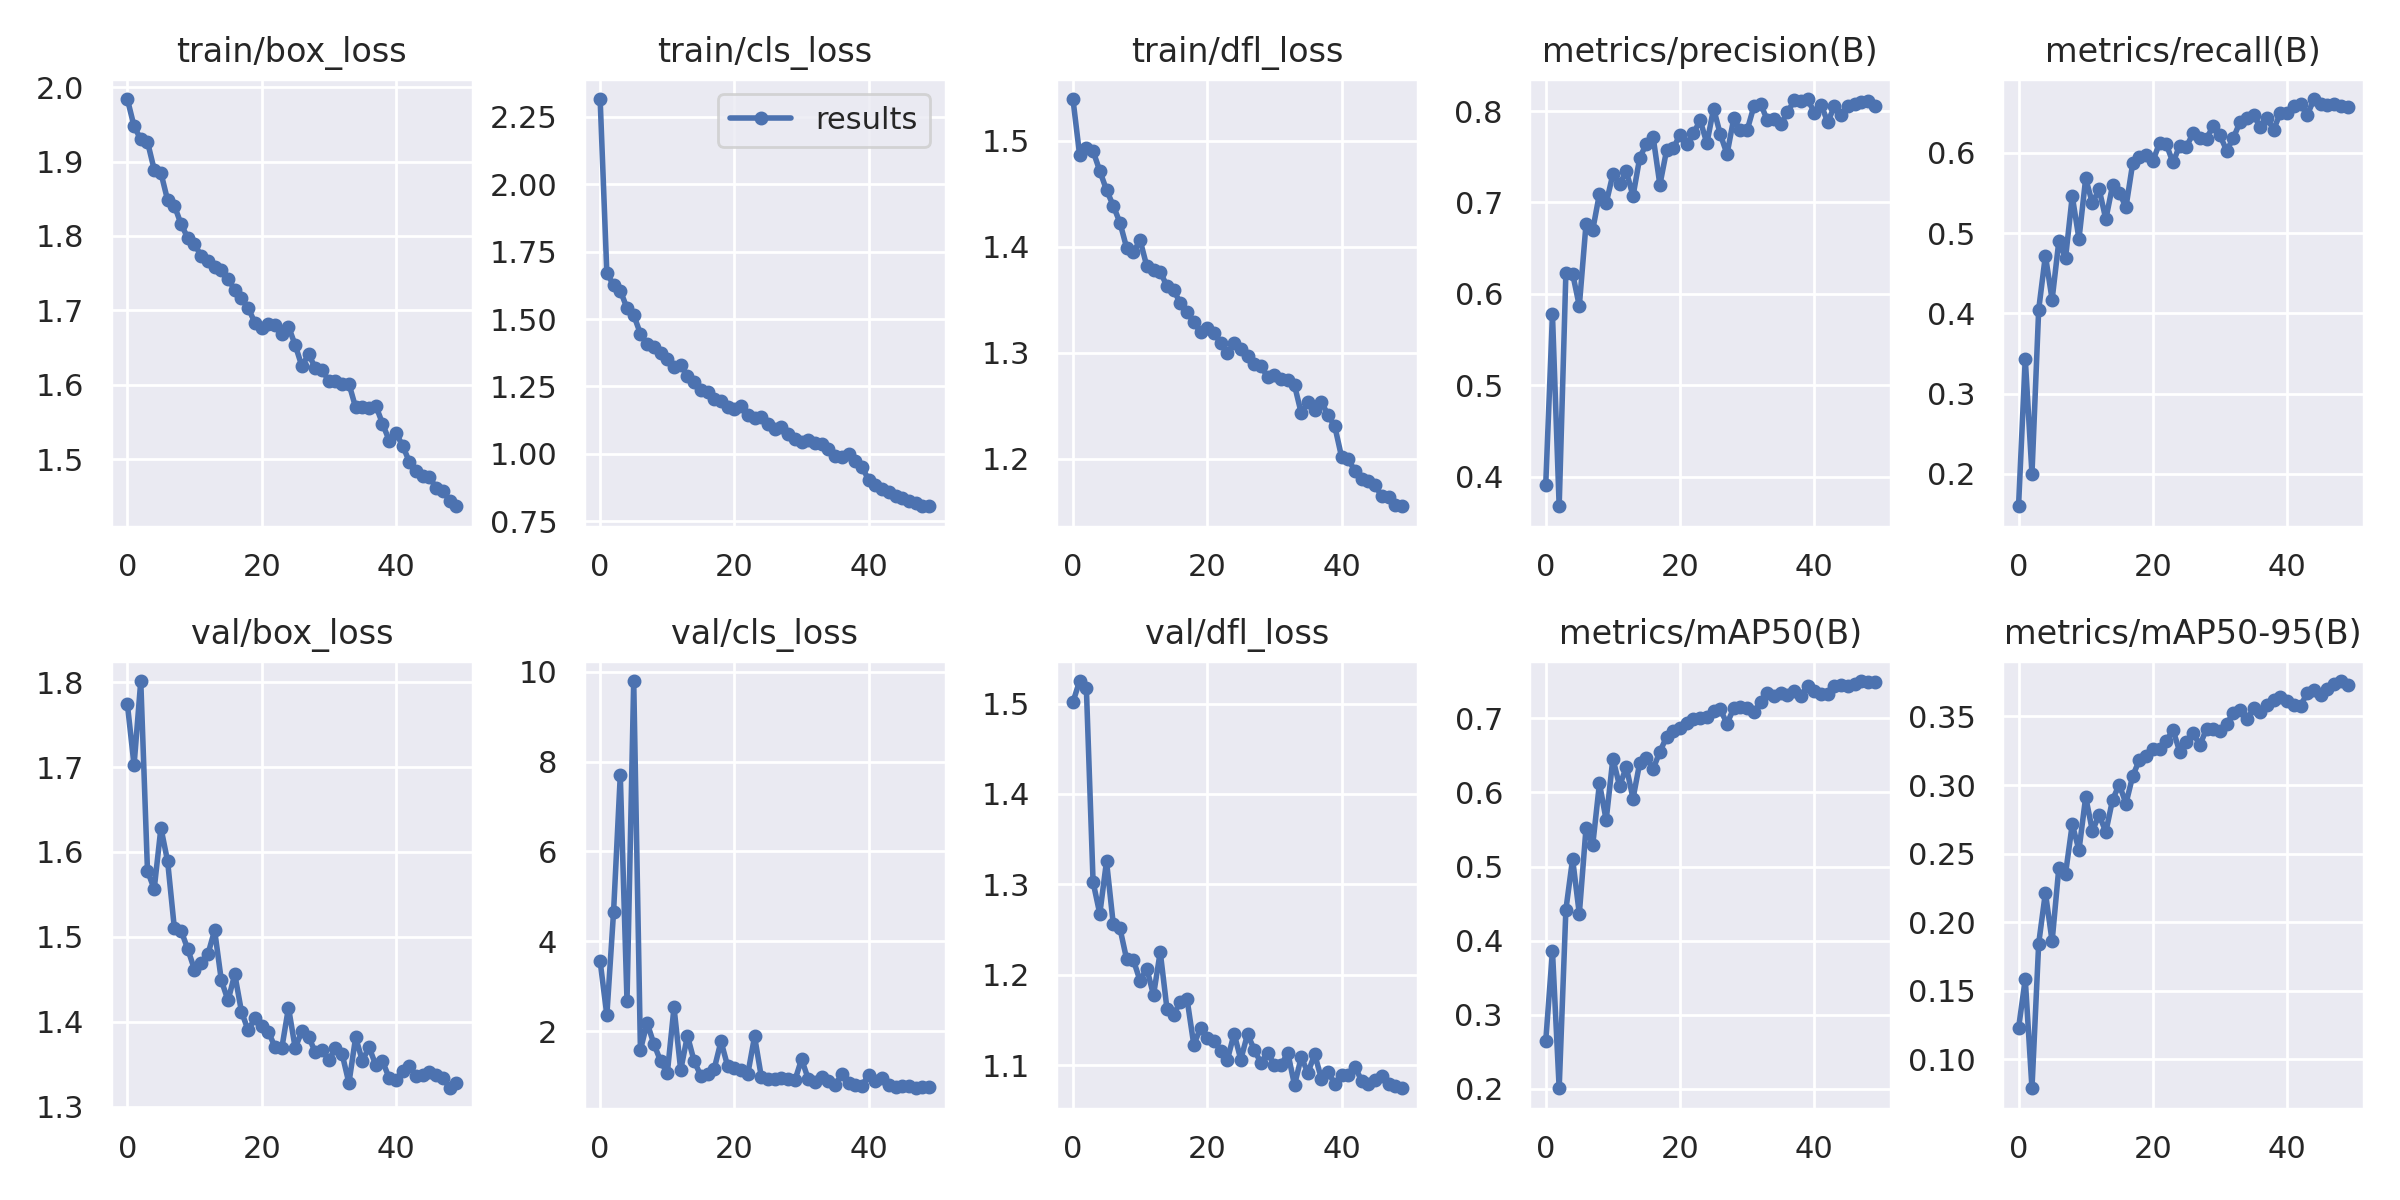 train/box_loss
2.0
1.9
1.8
1.7
1.6
1.5
0 20 40
train/cls_loss
results
2.25
2.00
1.75
1.50
1.25
1.00
0.75
0 20 40
train/dfl_loss
1.5
1.4
1.3
1.2
0 20 40
metrics/precision(B)
0.8
0.7
0.6
0.5
0.4
0 20 40
metrics/recall(B)
0.6
0.5
0.4
0.3
0.2
0 20 40
val/box_loss
1.8
1.7
1.6
1.5
1.4
1.3
0 20 40
val/cls_loss
10
8
6
4
2
0 20 40
val/dfl_loss
1.5
1.4
1.3
1.2
1.1
0 20 40
metrics/mAP50(B)
0.7
0.6
0.5
0.4
0.3
0.2
0 20 40
metrics/mAP50-95(B)
0.35
0.30
0.25
0.20
0.15
0.10
0 20 40